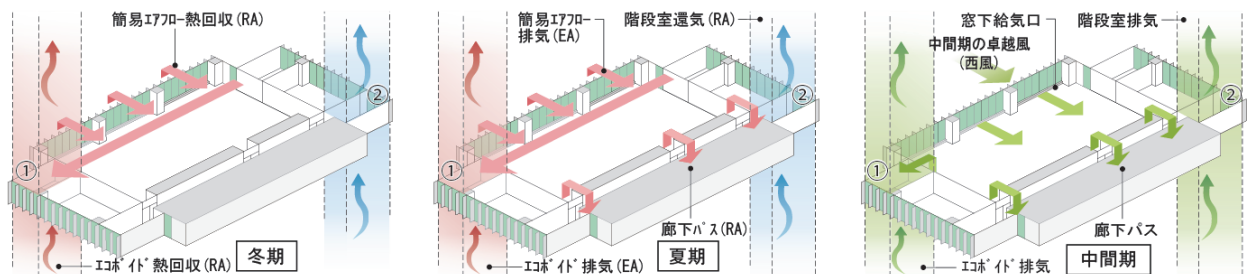 簡易ｴｱﾌﾛｰ熱回収(RA)
②
①
ｴｺﾎﾞｲﾄﾞ熱回収(RA)
冬期
簡易ｴｱﾌﾛｰ
排気(EA)
階段室還気(RA)
②
①
廊下ﾊﾟｽ(RA)
ｴｺﾎﾞｲﾄﾞ排気(EA)
夏期
窓下給気口
階段室排気
中間期の卓越風
(西風)
②
①
廊下パス
ｴｺﾎﾞｲﾄﾞ排気
中間期